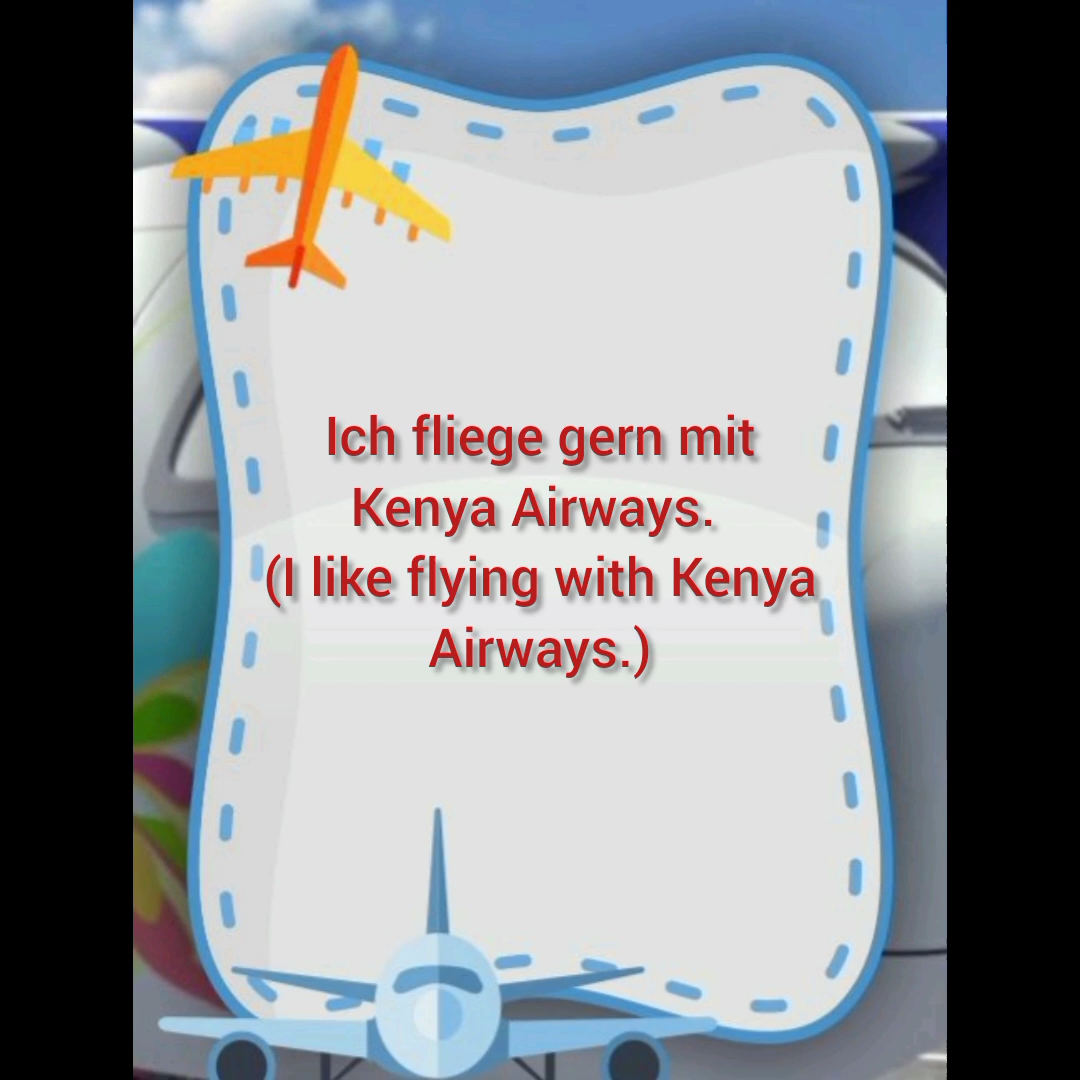 Ich fliege gern mit
Kenya Airways.
(I like flying with Kenya
Airways.)